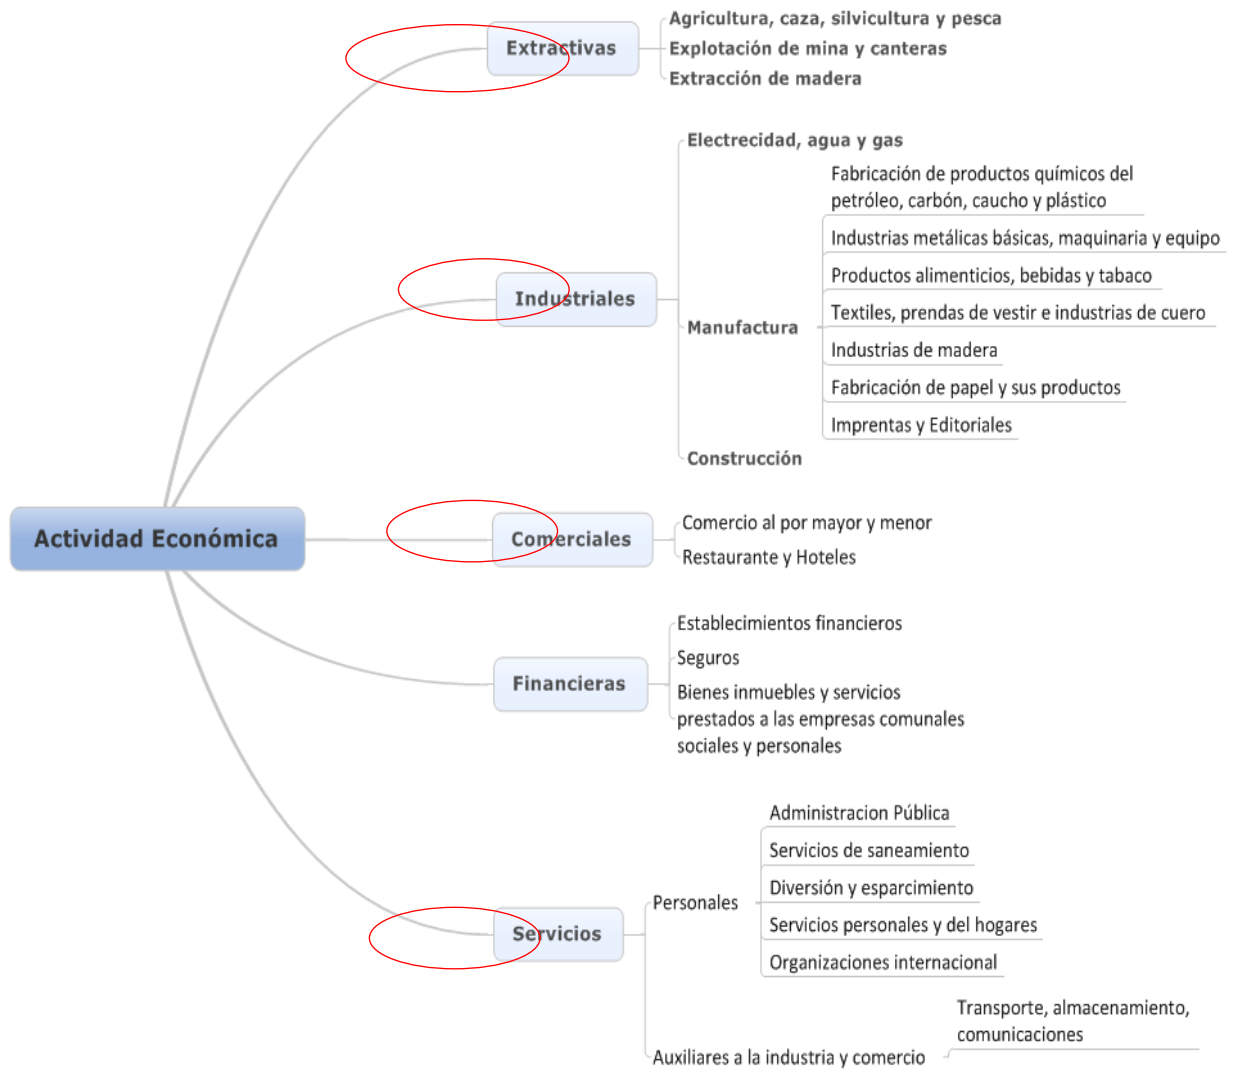 Actividad Económica
Extractivas
Agricultura, caza, silvicultura y pesca
Explotación de mina y canteras
Extracción de madera
Industriales
Electrecidad, agua y gas
Manufactura
Fabricación de productos químicos del
petróleo, carbón, caucho y plástico
Industrias metálicas básicas, maquinaria y equipo
Productos alimenticios, bebidas y tabaco
Textiles, prendas de vestir e industrias de cuero
Industrias de madera
Fabricación de papel y sus productos
Imprentas y Editoriales
Construcción
Comerciales
Comercio al por mayor y menor
Restaurante y Hoteles
Financieras
Establecimientos financieros
Seguros
Bienes inmuebles y servicios
prestados a las empresas comunales
sociales y personales
Servicios
Personales
Administracion Pública
Servicios de saneamiento
Diversión y esparcimiento
Servicios personales y del hogares
Organizaciones internacional
Auxiliares a la industria y comercio
Transporte, almacenamiento,
comunicaciones